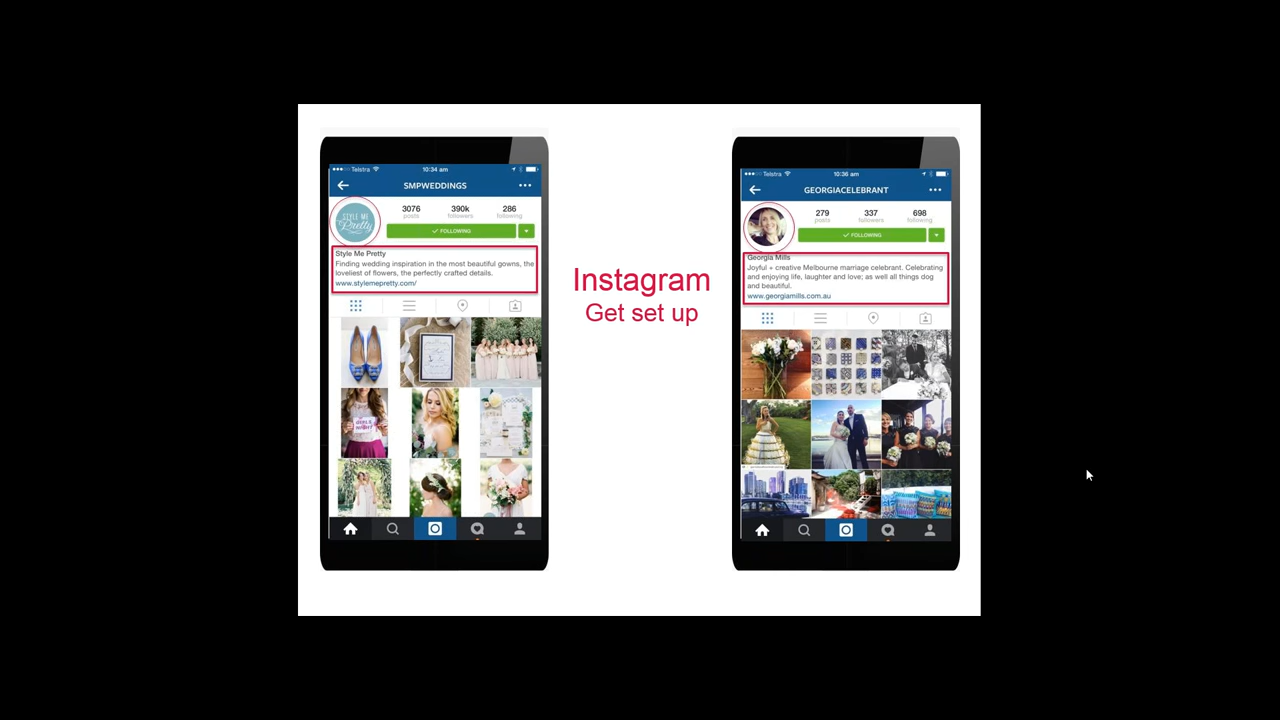 Telstra 10:34 am
SMPWEDDINGS
STYLE ME
Pretty
3076 390k 286
posts followers following
FOLLOWING
Style Me Pretty
Finding wedding inspiration in the most beautiful gowns, the
loveliest of flowers, the perfectly crafted details.
www.stylemepretty.com/
Instagram
Get set up
Telstra 10:36 am
GEORGIACELEBRANT
279 337 698
posts followers following
FOLLOWING
Georgia Mills
Joyful + creative Melbourne marriage celebrant. Celebrating
and enjoying life, laughter and love; as well all things dog
and beautiful.
www.georgiamills.com.au